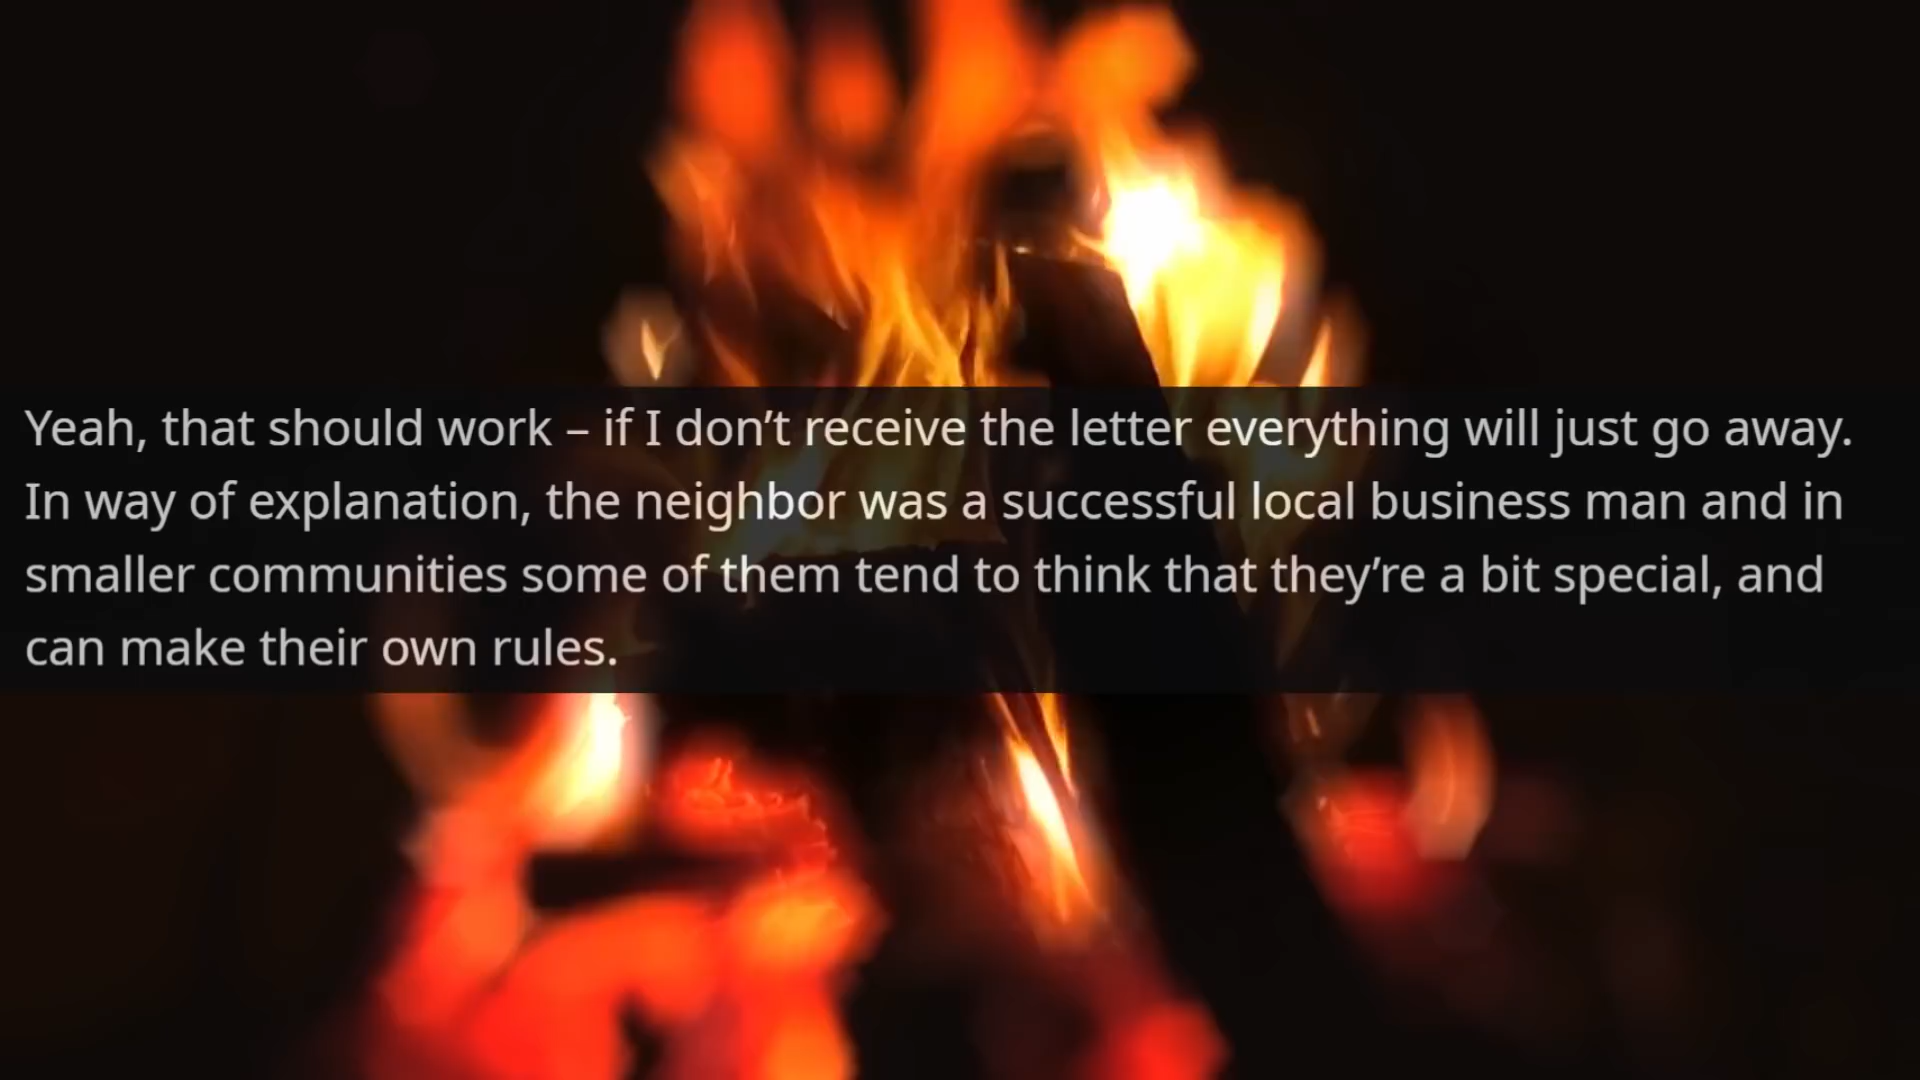 Yeah, that should work – if I don’t receive the letter everything will just go away.
In way of explanation, the neighbor was a successful local business man and in
smaller communities some of them tend to think that they’re a bit special, and
can make their own rules.